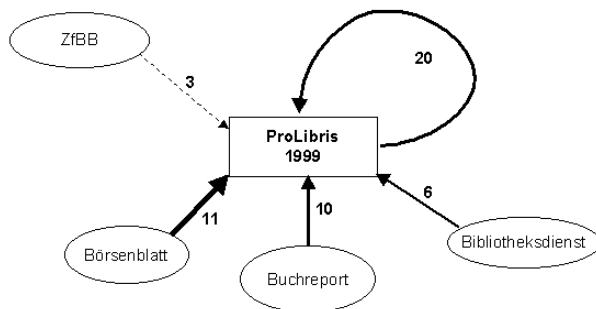 ZfBB
3
20
ProLibris
1999
11
10
6
Börsenblatt
Buchreport
Bibliotheksdienst